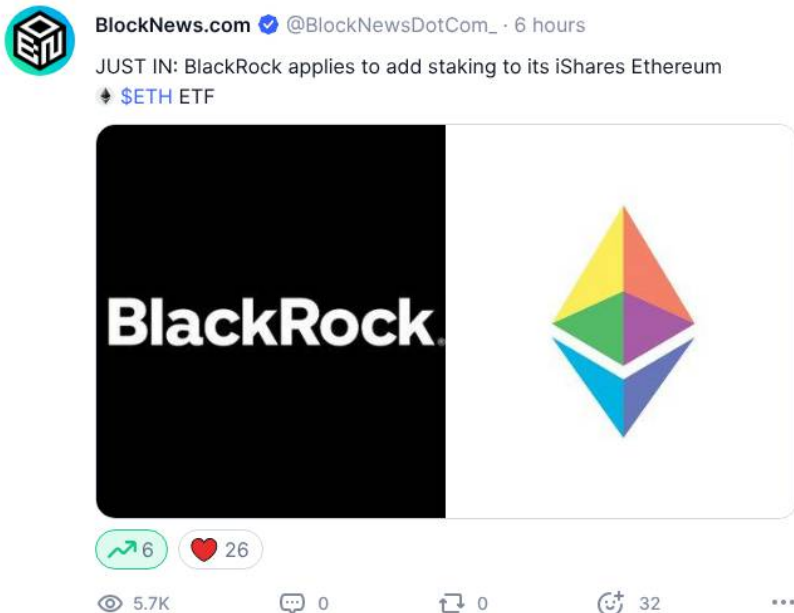 BlockNews.com @BlockNewsDotCom_ · 6 hours
JUST IN: BlackRock applies to add staking to its iShares Ethereum
$ETH ETF
BlackRock®
6 26
5.7K 0 0 32